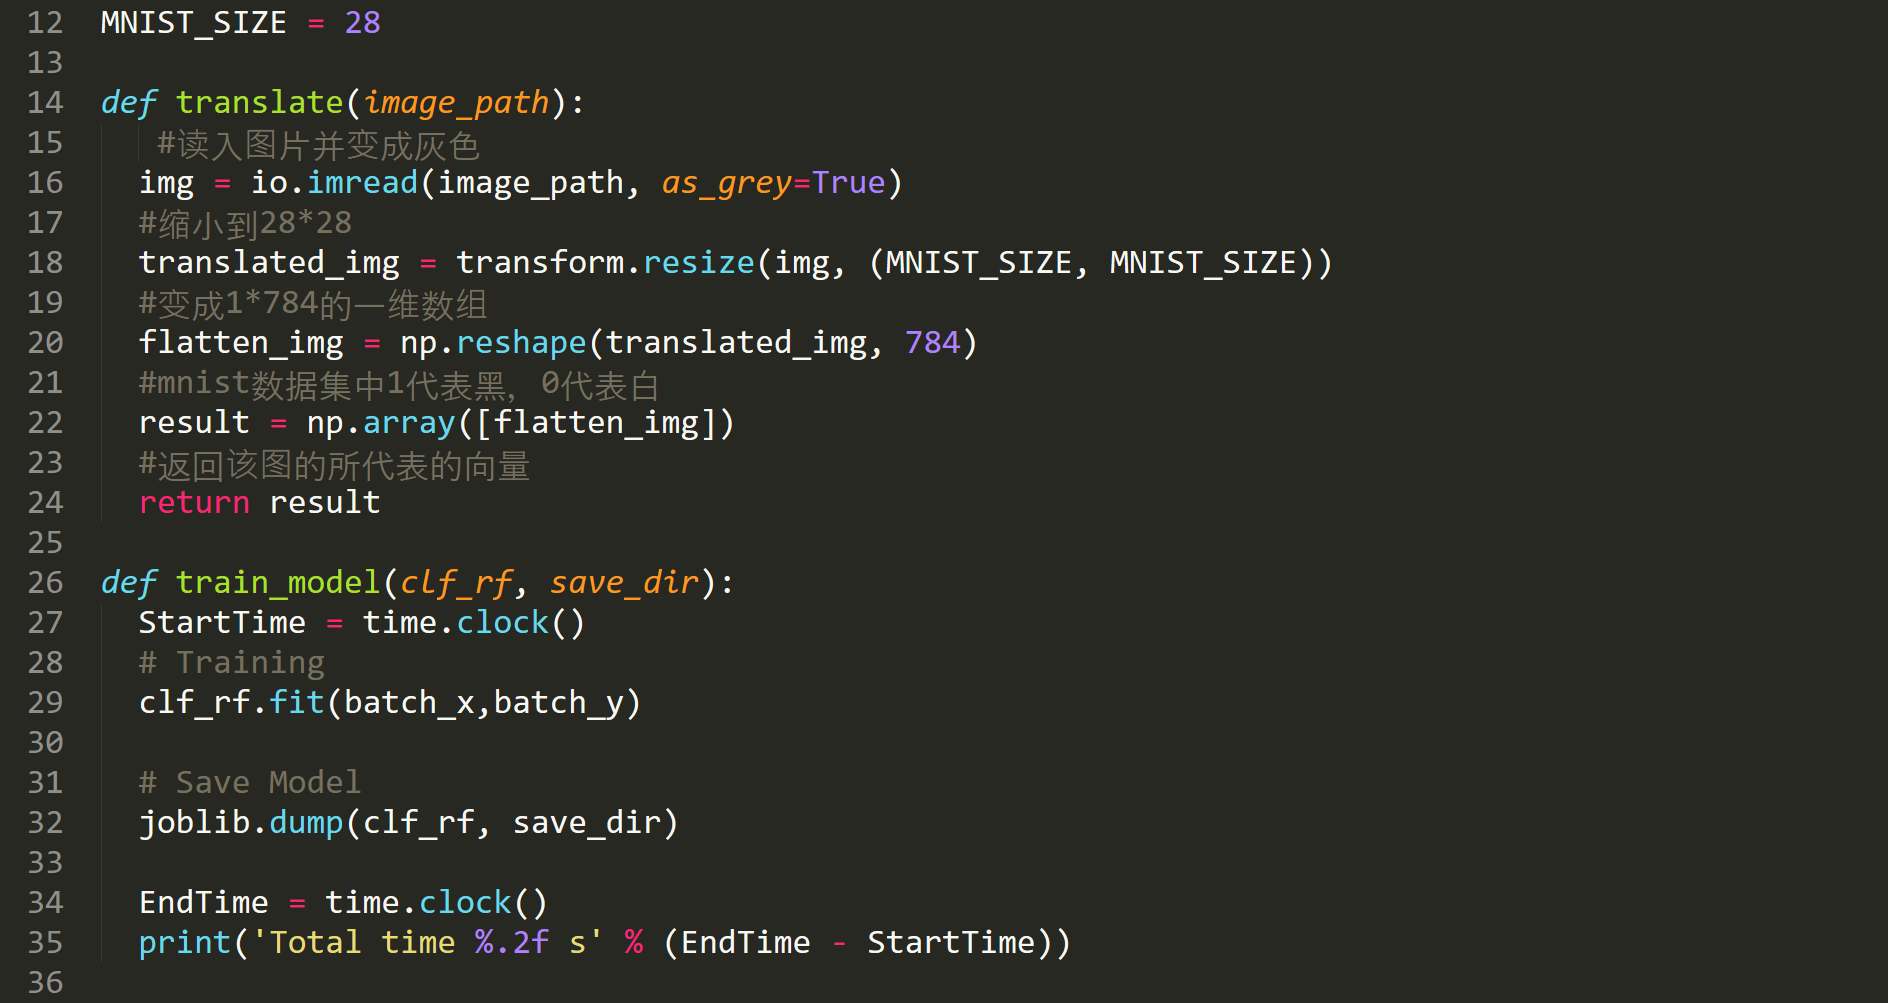 12 MNIST_SIZE = 28
13
14 def translate(image_path):
15 #读入图片并变成灰色
16 img = io.imread(image_path, as_grey=True)
17 #缩小到28*28
18 translated_img = transform.resize(img, (MNIST_SIZE, MNIST_SIZE))
19 #变成1*784的一维数组
20 flatten_img = np.reshape(translated_img, 784)
21 #mnist数据集中1代表黑，0代表白
22 result = np.array([flatten_img])
23 #返回该图的所代表的向量
24 return result
25
26 def train_model(clf_rf, save_dir):
27 StartTime = time.clock()
28 # Training
29 clf_rf.fit(batch_x,batch_y)
30
31 # Save Model
32 joblib.dump(clf_rf, save_dir)
33
34 EndTime = time.clock()
35 print('Total time %.2f s' % (EndTime - StartTime))
36